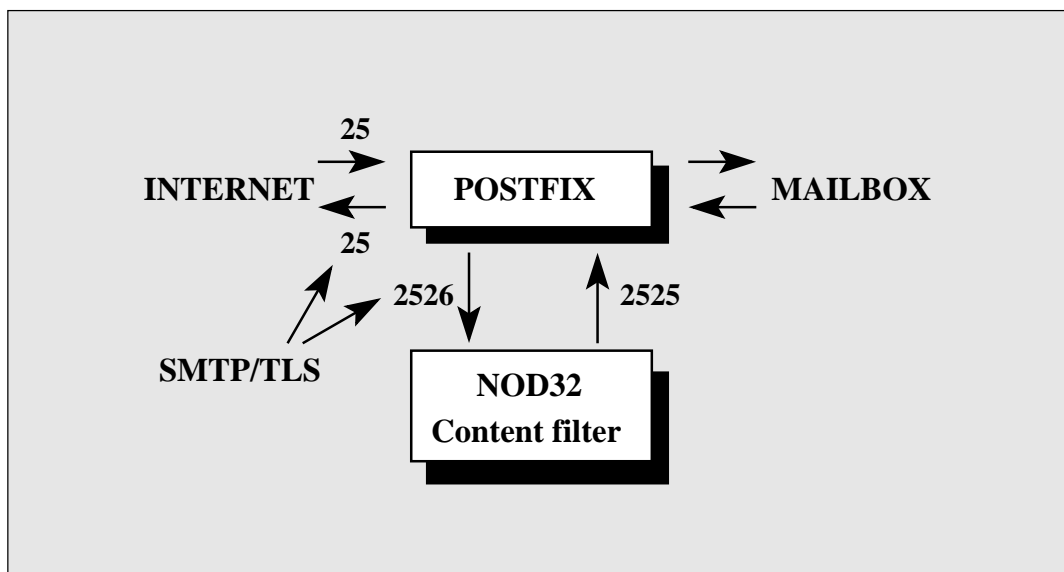 25
INTERNET
POSTFIX
MAILBOX
25
2526
2525
SMTP/TLS
NOD32
Content filter